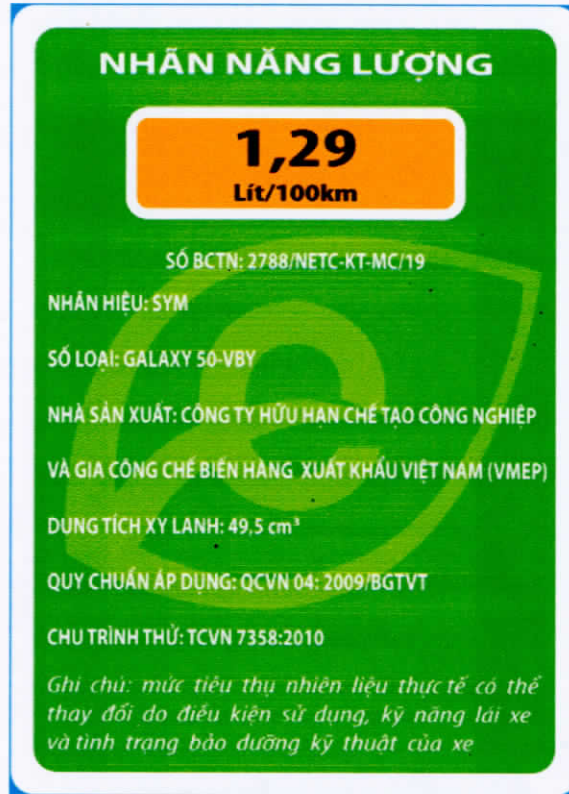 NHÃN NĂNG LƯỢNG
1,29
Lít/100km
SỐ BCTN: 2788/NETC-KT-MC/19
NHÃN HIỆU: SYM
SỐ LOẠI: GALAXY 50-VBY
NHÀ SẢN XUẤT: CÔNG TY HỮU HẠN CHẾ TẠO CÔNG NGHIỆP
VÀ GIA CÔNG CHẾ BIẾN HÀNG XUẤT KHẨU VIỆT NAM (VMEP)
DUNG TÍCH XY LANH: 49,5 cm³
QUY CHUẨN ÁP DỤNG: QCVN 04: 2009/BGTVT
CHU TRÌNH THỬ: TCVN 7358:2010
Ghi chú: mức tiêu thụ nhiên liệu thực tế có thể
thay đổi do điều kiện sử dụng, kỹ năng lái xe
và tình trạng bảo dưỡng kỹ thuật của xe